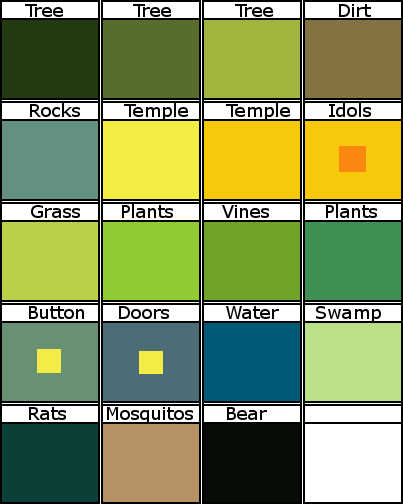 Tree Tree Tree Dirt
Rocks Temple Temple Idols
Grass Plants Vines Plants
Button Doors Water Swamp
Rats Mosquitos Bear